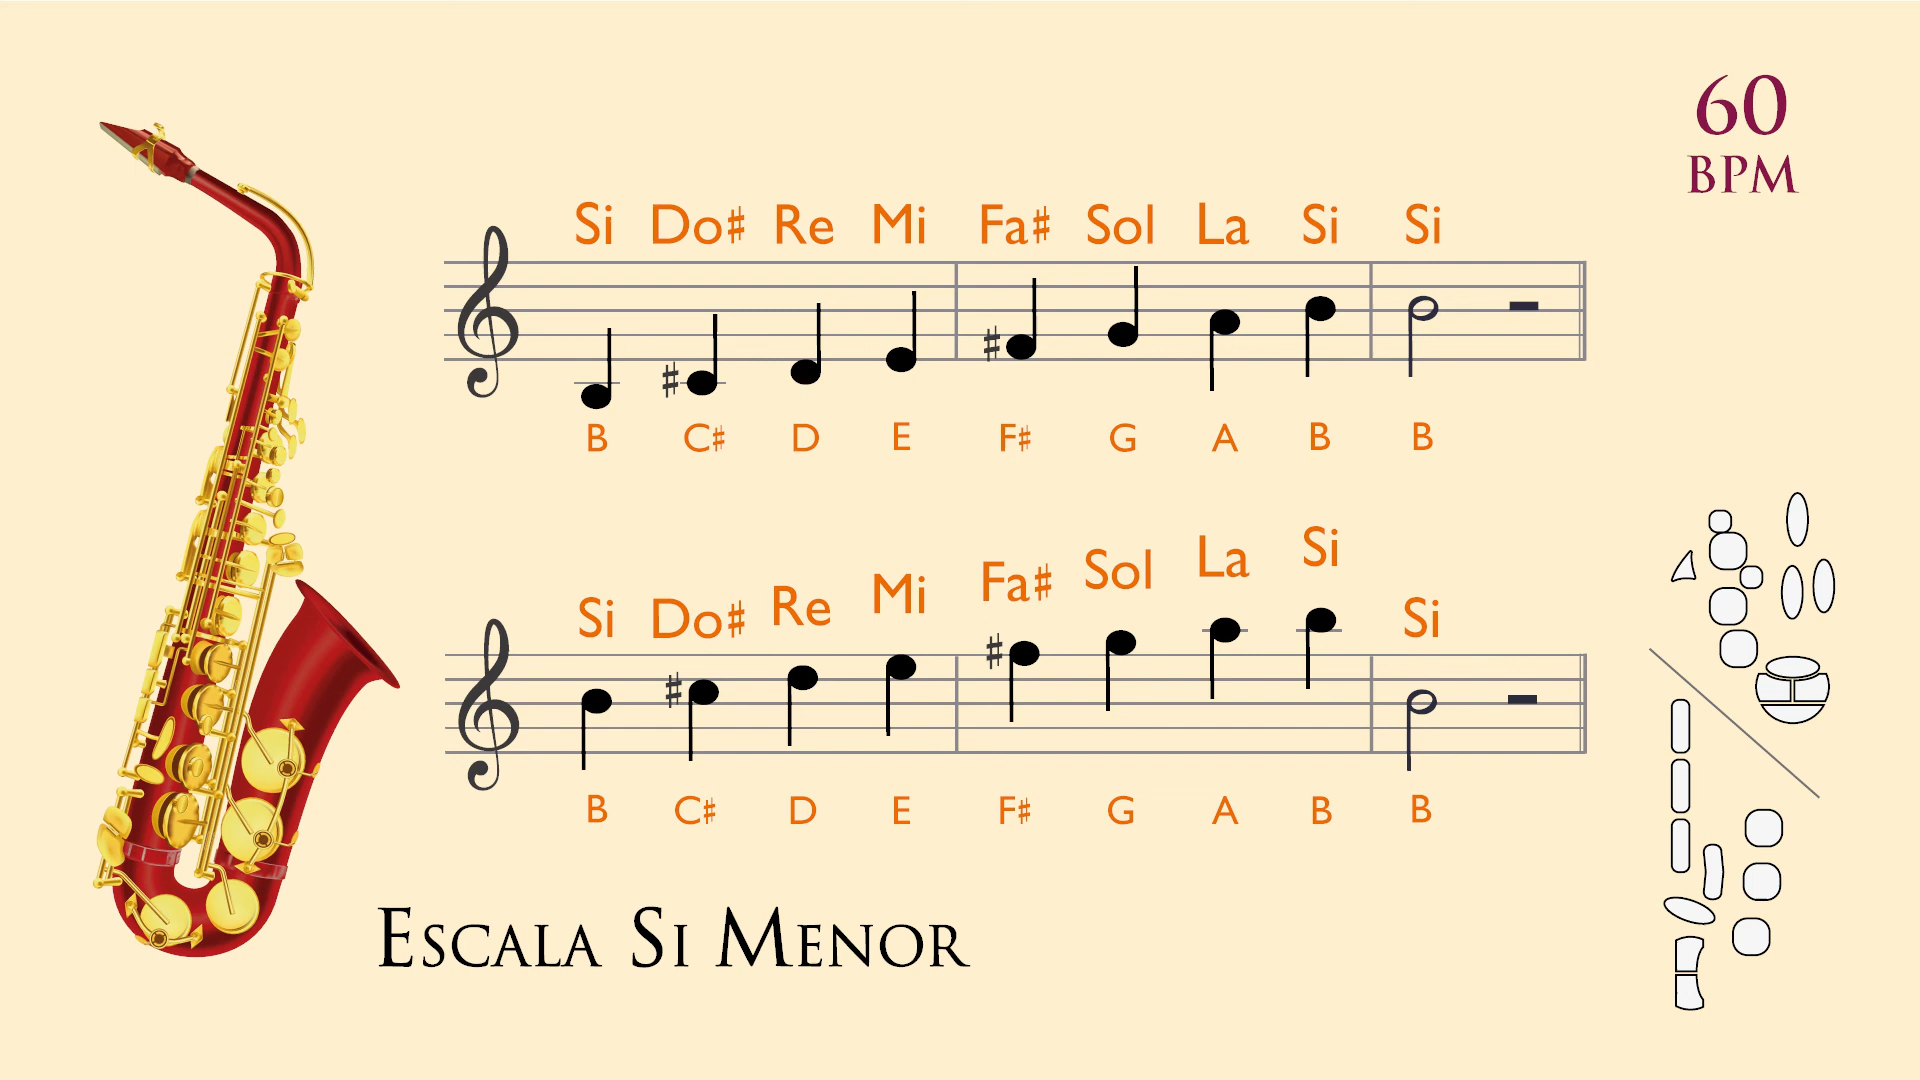 60
BPM
Si Do♯ Re Mi Fa♯ Sol La Si Si
B C♯ D E F♯ G A B B
Si Do♯ Re Mi Fa♯ Sol La Si Si
B C♯ D E F♯ G A B B
Escala Si Menor